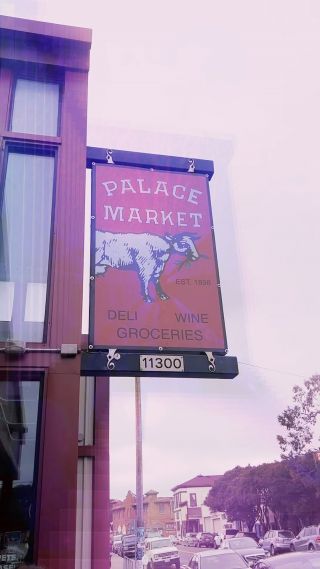 PALACE
MARKET
EST. 1898
DELI WINE
GROCERIES
11300